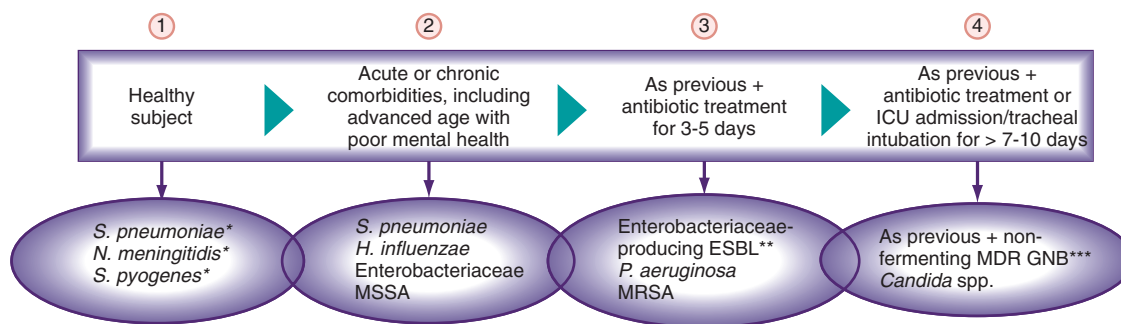 1
2
3
4
Healthy
subject
Acute or chronic
comorbidities, including
advanced age with
poor mental health
As previous +
antibiotic treatment
for 3-5 days
As previous +
antibiotic treatment or
ICU admission/tracheal
intubation for > 7-10 days
S. pneumoniae*
N. meningitidis*
S. pyogenes*
S. pneumoniae
H. influenzae
Enterobacteriaceae
MSSA
Enterobacteriaceae-
producing ESBL**
P. aeruginosa
MRSA
As previous + non-
fermenting MDR GNB***
Candida spp.